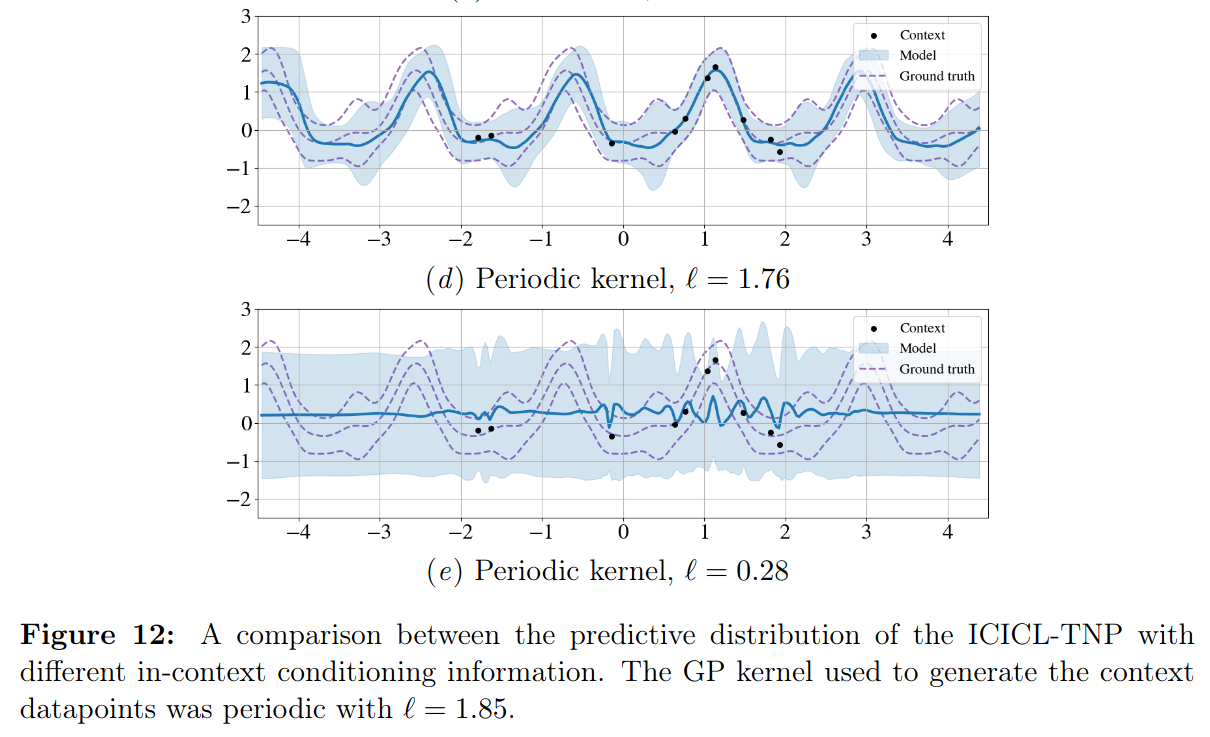 3
2
1
0
−1
−2
Context
Model
Ground truth
−4 −3 −2 −1 0 1 2 3 4
(d) Periodic kernel, ℓ = 1.76
3
2
1
0
−1
−2
Context
Model
Ground truth
−4 −3 −2 −1 0 1 2 3 4
(e) Periodic kernel, ℓ = 0.28
Figure 12: A comparison between the predictive distribution of the ICICL-TNP with
different in-context conditioning information. The GP kernel used to generate the context
datapoints was periodic with ℓ = 1.85.